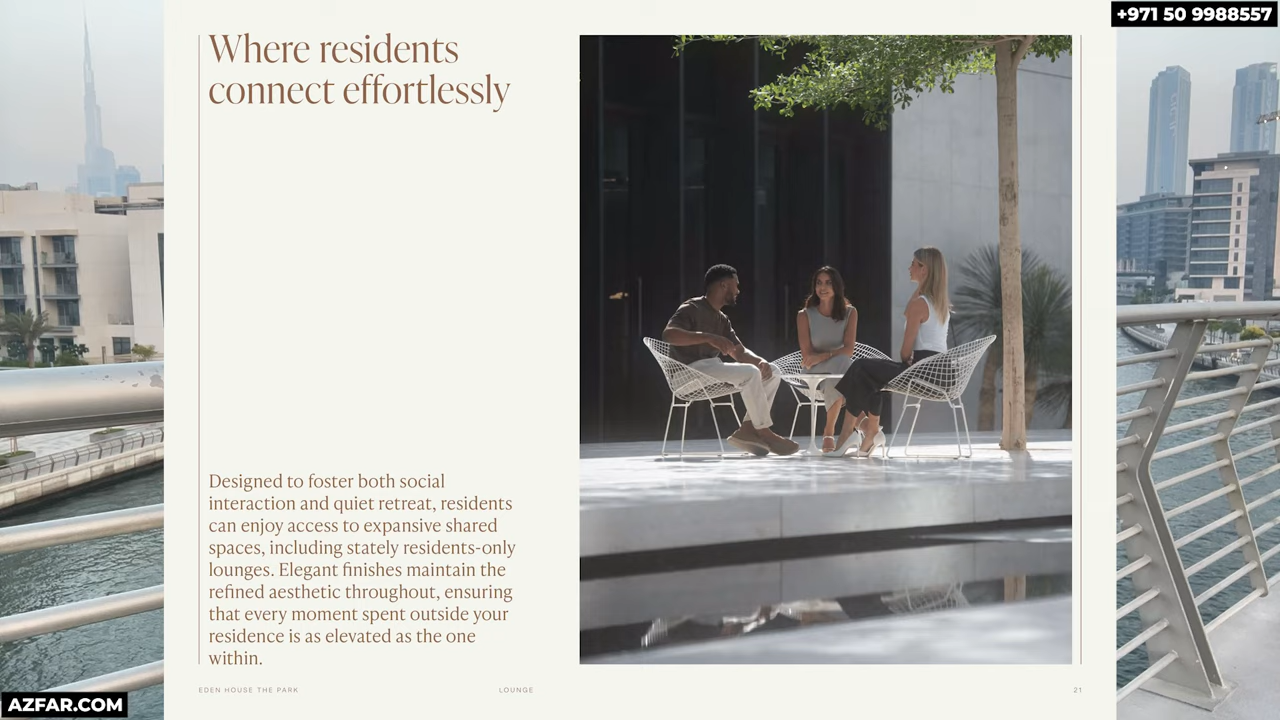 +971 50 9988557
Where residents
connect effortlessly
Designed to foster both social
interaction and quiet retreat, residents
can enjoy access to expansive shared
spaces, including stately residents-only
lounges. Elegant finishes maintain the
refined aesthetic throughout, ensuring
that every moment spent outside your
residence is as elevated as the one
within.
EDEN HOUSE THE PARK
LOUNGE
21
AZFAR.COM